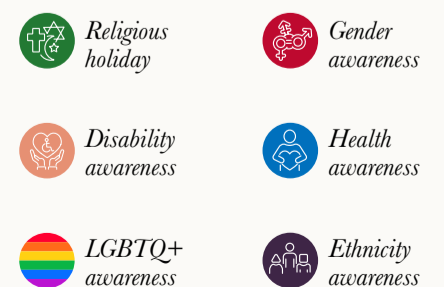 Religious
holiday
Gender
awareness
Disability
awareness
Health
awareness
LGBTQ+
awareness
Ethnicity
awareness